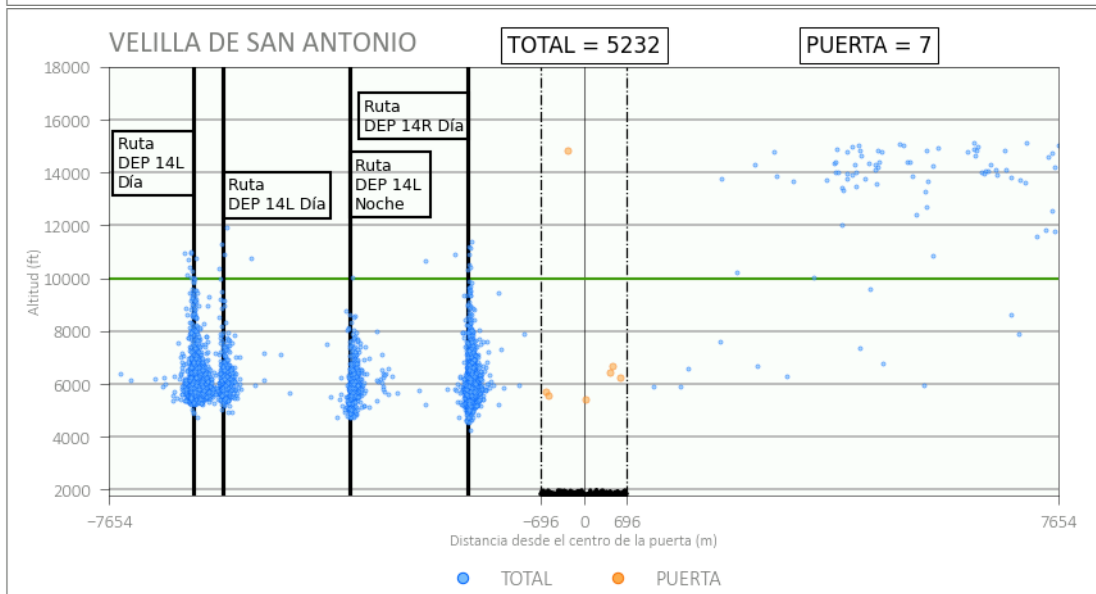 VELILLA DE SAN ANTONIO
TOTAL = 5232
PUERTA = 7
Altitud (ft)
18000
16000
14000
12000
10000
8000
6000
4000
2000
Ruta
DEP 14L
Día
Ruta
DEP 14L Día
Ruta
DEP 14R Día
Ruta
DEP 14L
Noche
−7654
−696
0
696
7654
Distancia desde el centro de la puerta (m)
TOTAL
PUERTA